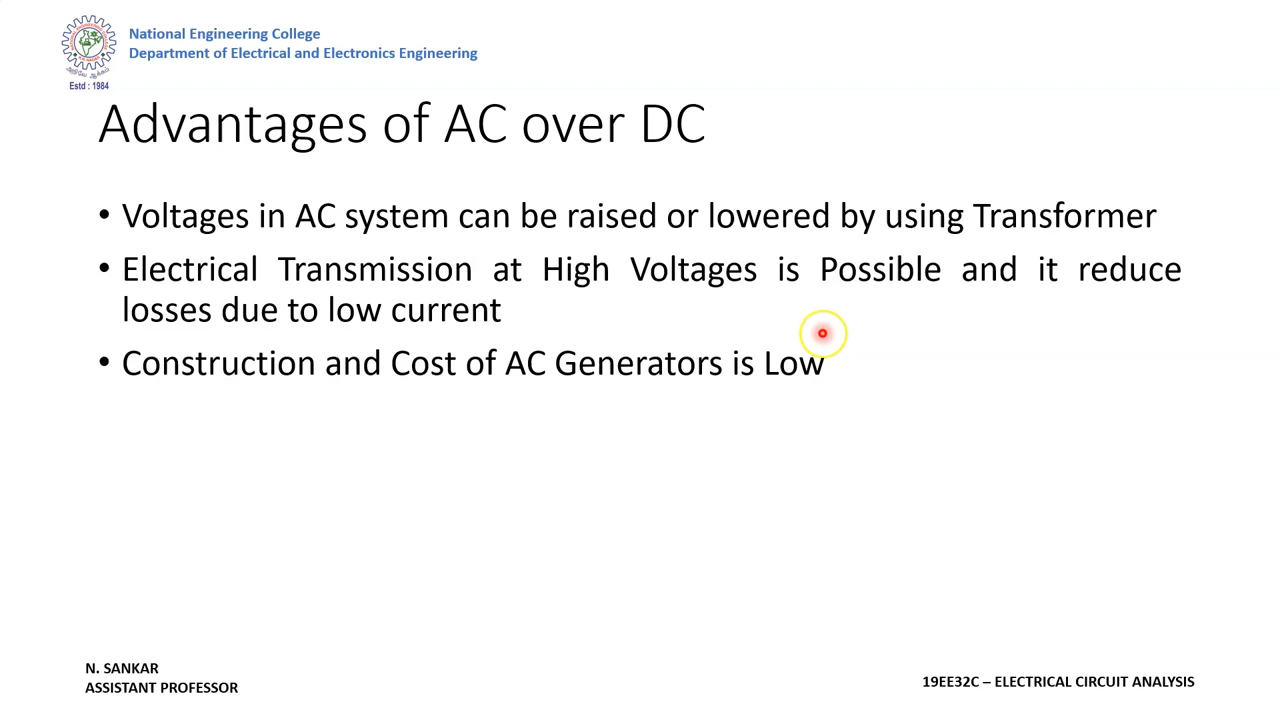 National Engineering College
Department of Electrical and Electronics Engineering
Estd : 1984
Advantages of AC over DC
• Voltages in AC system can be raised or lowered by using Transformer
• Electrical Transmission at High Voltages is Possible and it reduce
losses due to low current
• Construction and Cost of AC Generators is Low
N. SANKAR
ASSISTANT PROFESSOR
19EE32C – ELECTRICAL CIRCUIT ANALYSIS